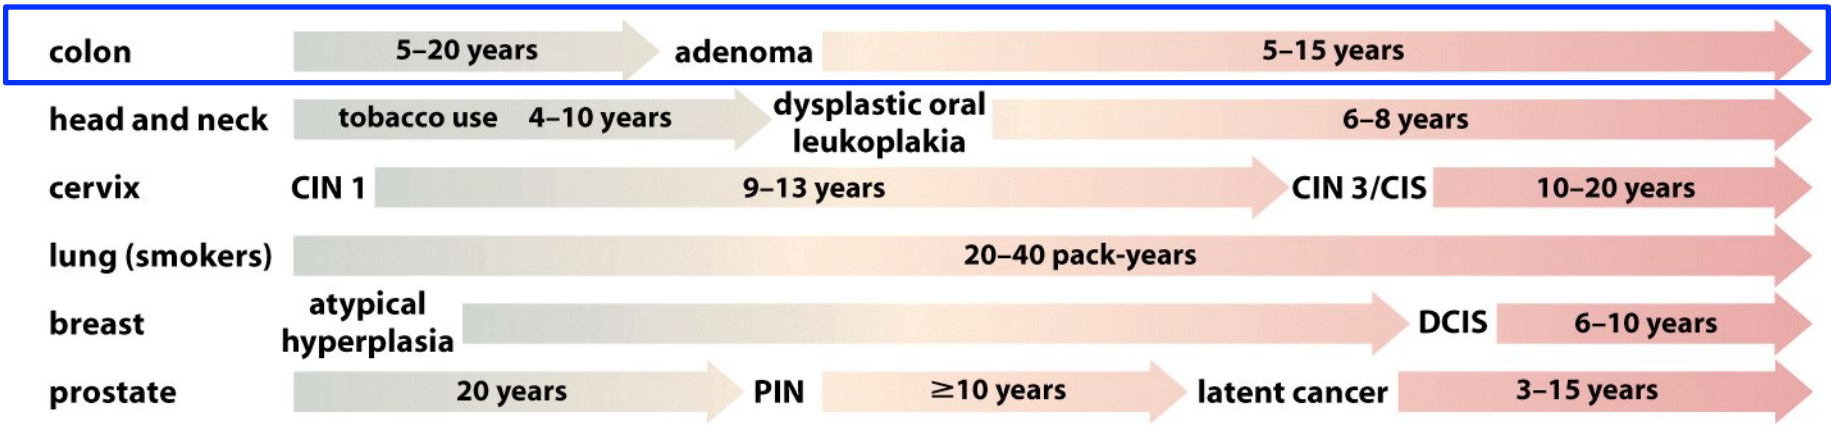 colon 5–20 years adenoma 5–15 years
head and neck tobacco use 4–10 years dysplastic oral leukoplakia 6–8 years
cervix CIN 1 9–13 years CIN 3/CIS 10–20 years
lung (smokers) 20–40 pack-years
breast atypical hyperplasia DCIS 6–10 years
prostate 20 years PIN ≥10 years latent cancer 3–15 years